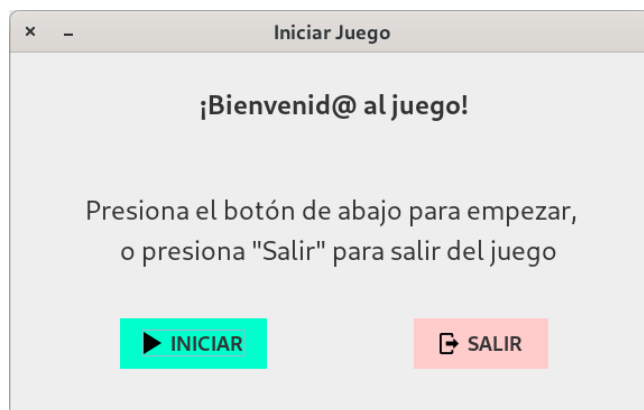 Iniciar Juego
¡Bienvenid@ al juego!
Presiona el botón de abajo para empezar,
o presiona "Salir" para salir del juego
INICIAR
SALIR